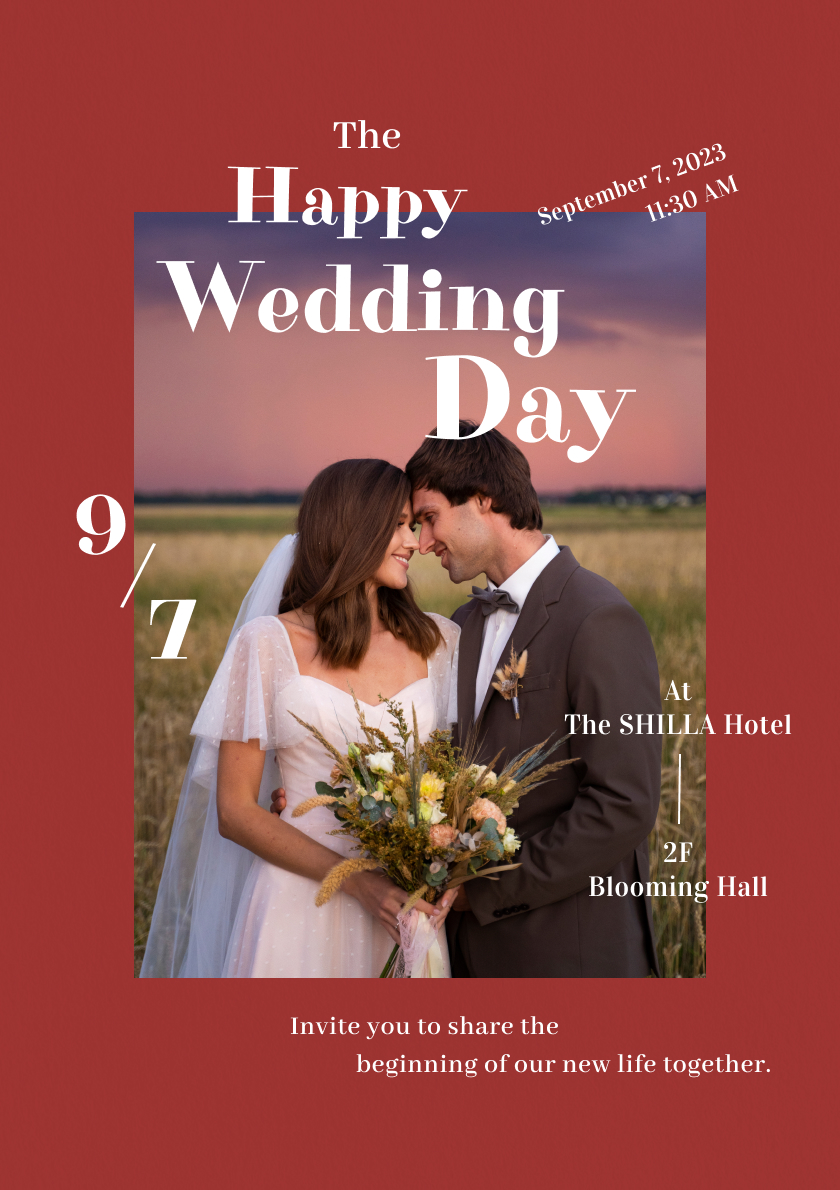 The
Happy
Wedding
Day
September 7, 2023
11:30 AM
9
/
7
At
The SHILLA Hotel
2F
Blooming Hall
Invite you to share the
beginning of our new life together.